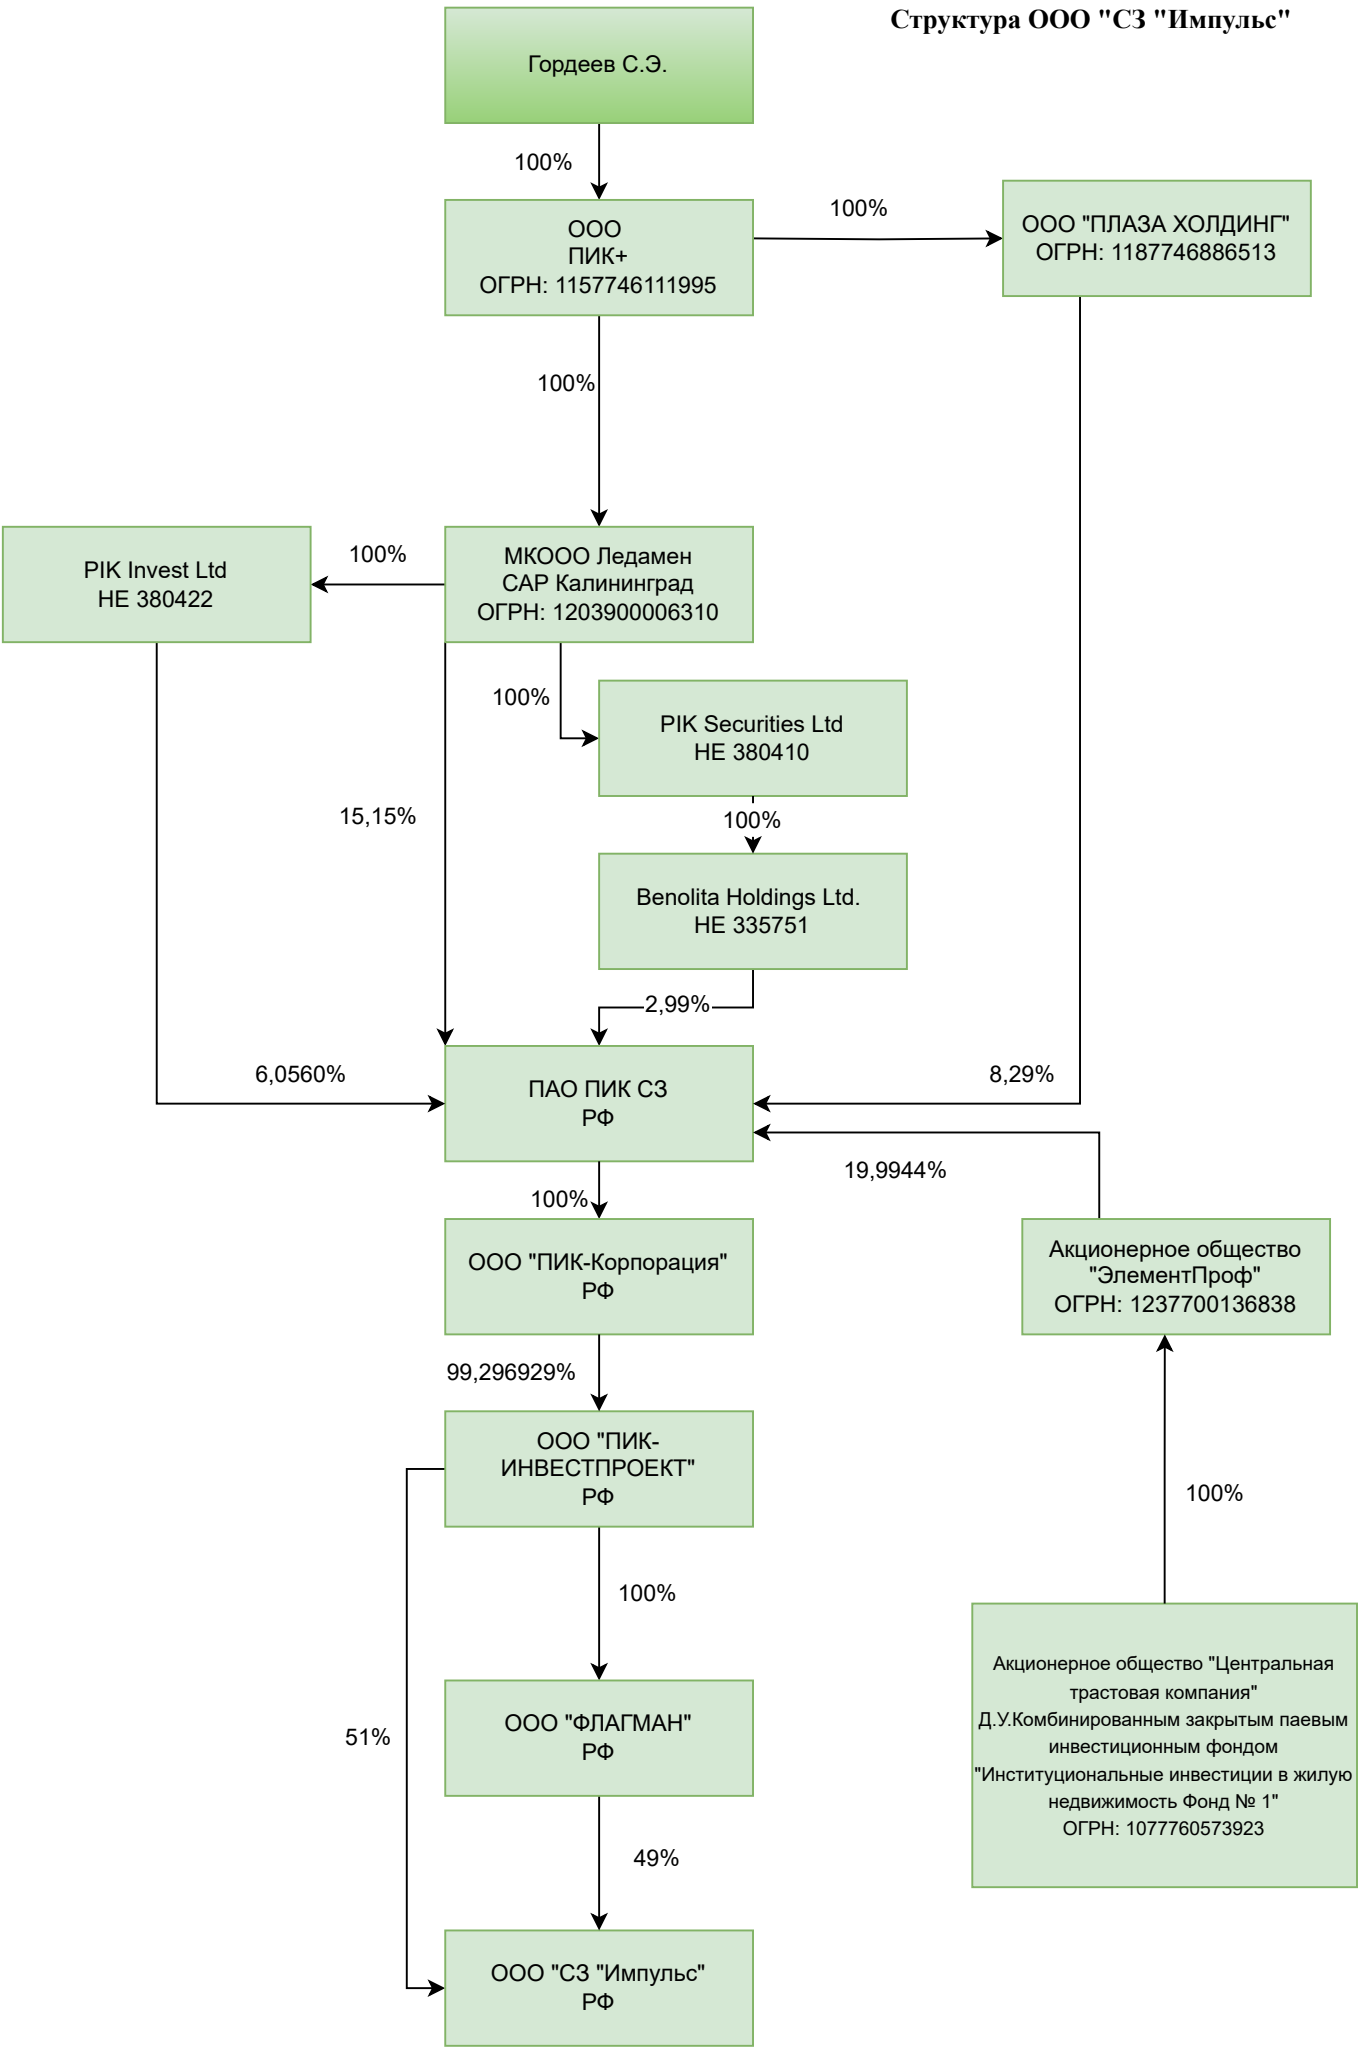 Структура ООО "СЗ "Импульс"
Гордеев С.Э.
100%
ООО
ПИК+
ОГРН: 1157746111995
100%
ООО "ПЛАЗА ХОЛДИНГ"
ОГРН: 1187746886513
100%
PIK Invest Ltd
HE 380422
100%
МКООО Ледамен
САР Калининград
ОГРН: 1203900006310
100%
PIK Securities Ltd
HE 380410
15,15%
100%
Benolita Holdings Ltd.
HE 335751
2,99%
6,0560%
ПАО ПИК СЗ
РФ
8,29%
19,9944%
100%
ООО "ПИК-Корпорация"
РФ
Акционерное общество
"ЭлементПроф"
ОГРН: 1237700136838
99,296929%
ООО "ПИК-
ИНВЕСТПРОЕКТ"
РФ
100%
100%
Акционерное общество "Центральная
трастовая компания"
Д.У.Комбинированным закрытым паевым
инвестиционным фондом
"Институциональные инвестиции в жилую
недвижимость Фонд № 1"
ОГРН: 1077760573923
ООО "ФЛАГМАН"
РФ
51%
49%
ООО "СЗ "Импульс"
РФ